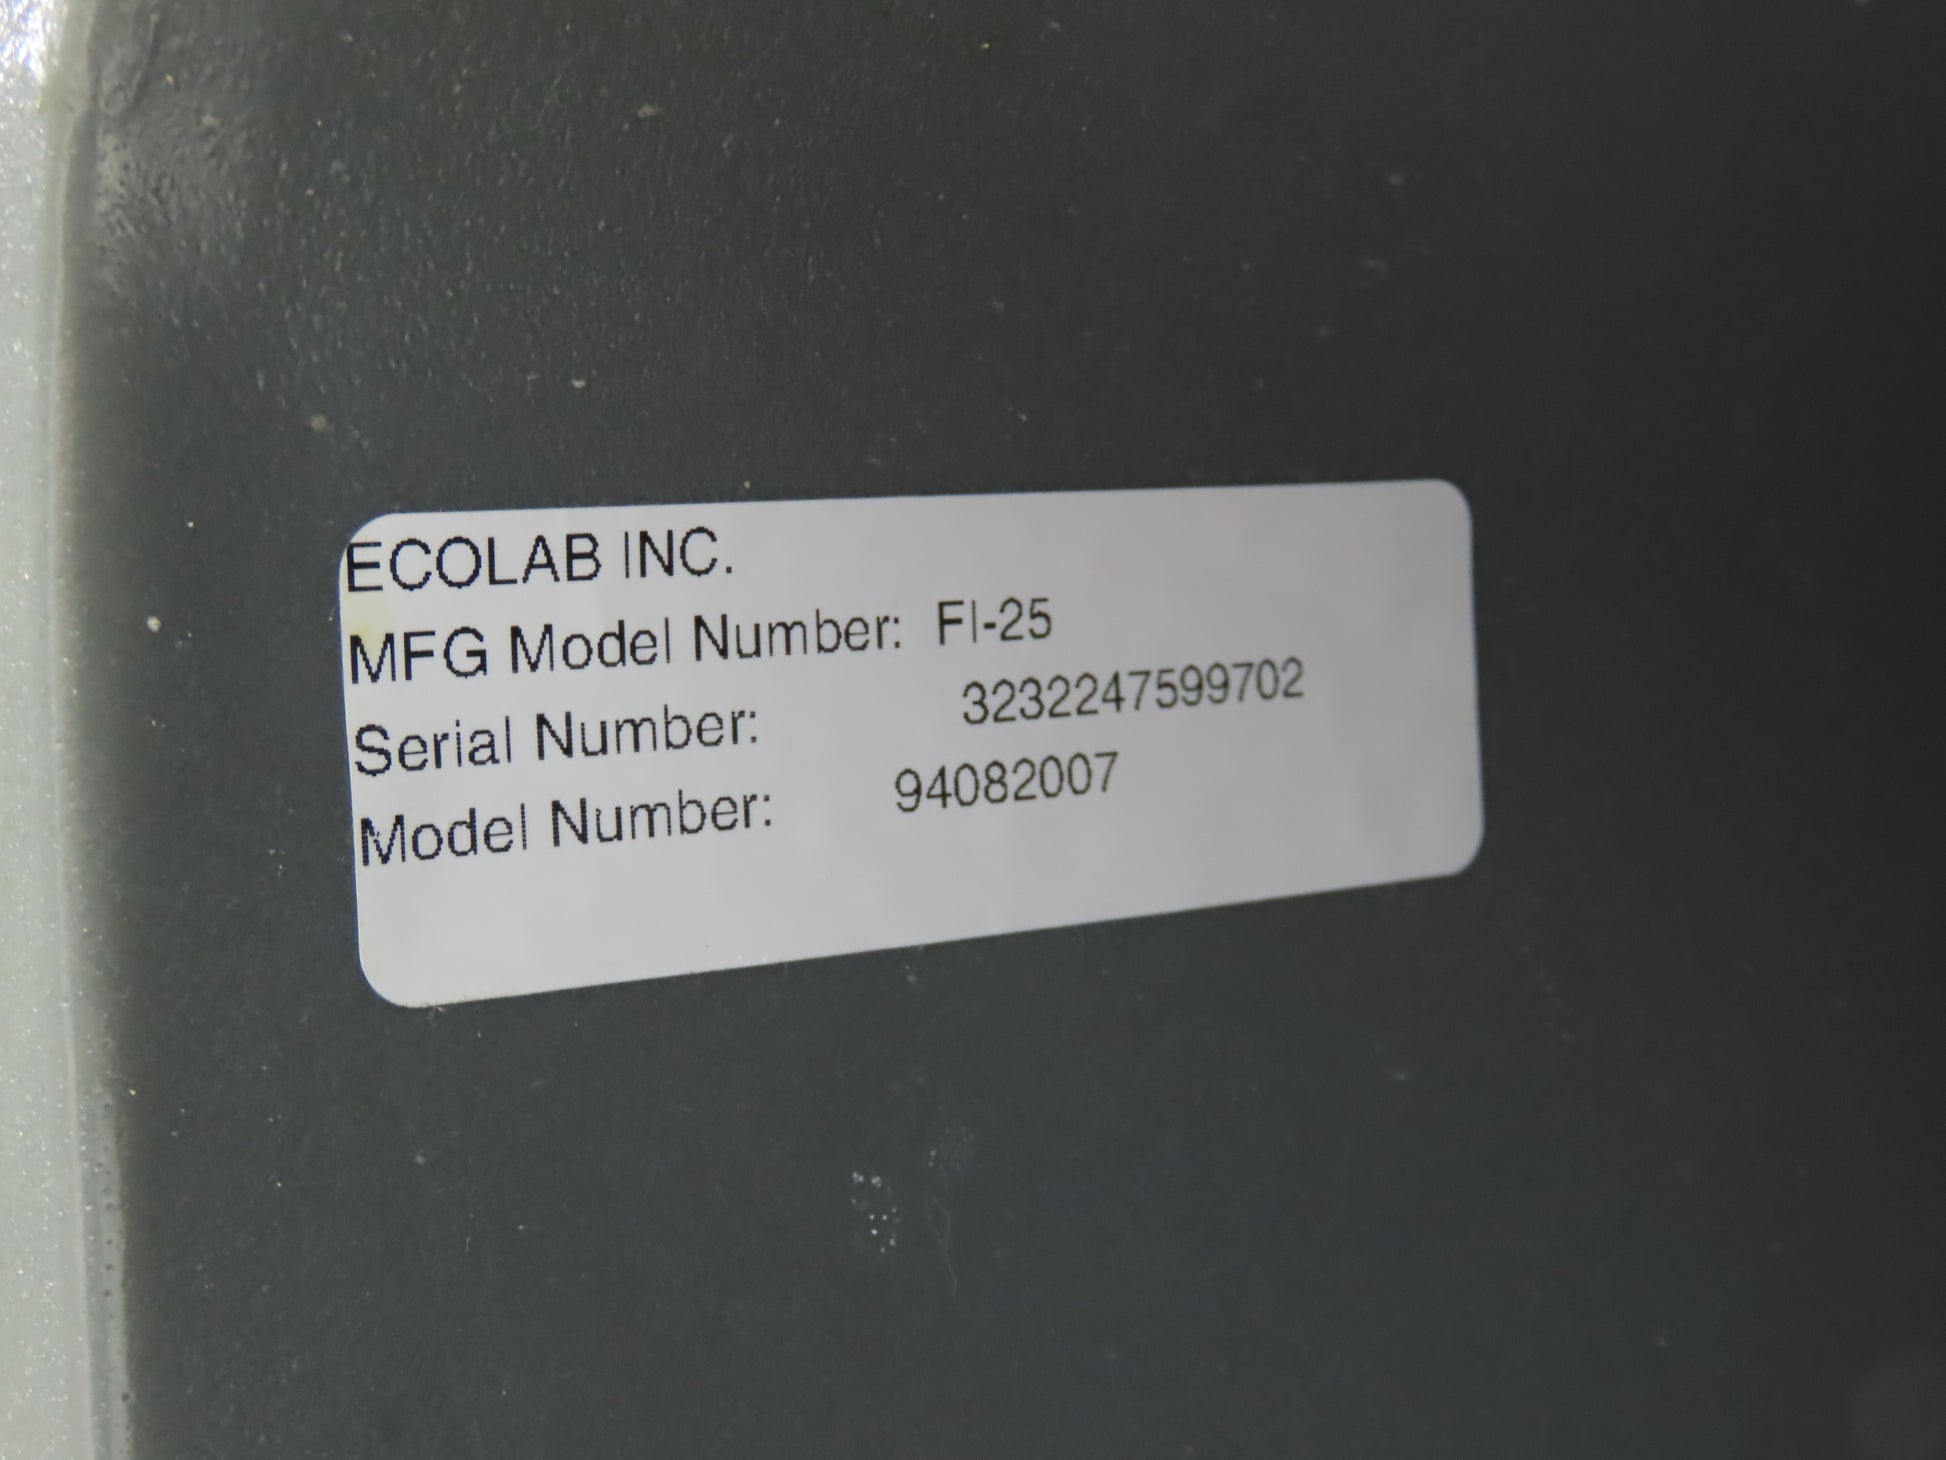 ECOLAB INC.
MFG Model Number: FI-25
Serial Number: 3232247599702
Model Number: 94082007